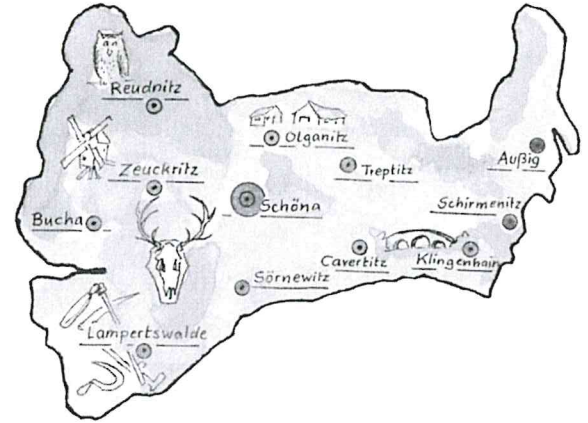 Reudnitz
Olganitz
Außig
Zeuckritz
Treptitz
Schöna
Schirmenitz
Bucha
Cavertitz
Klingenhain
Sörnewitz
Lampertswalde